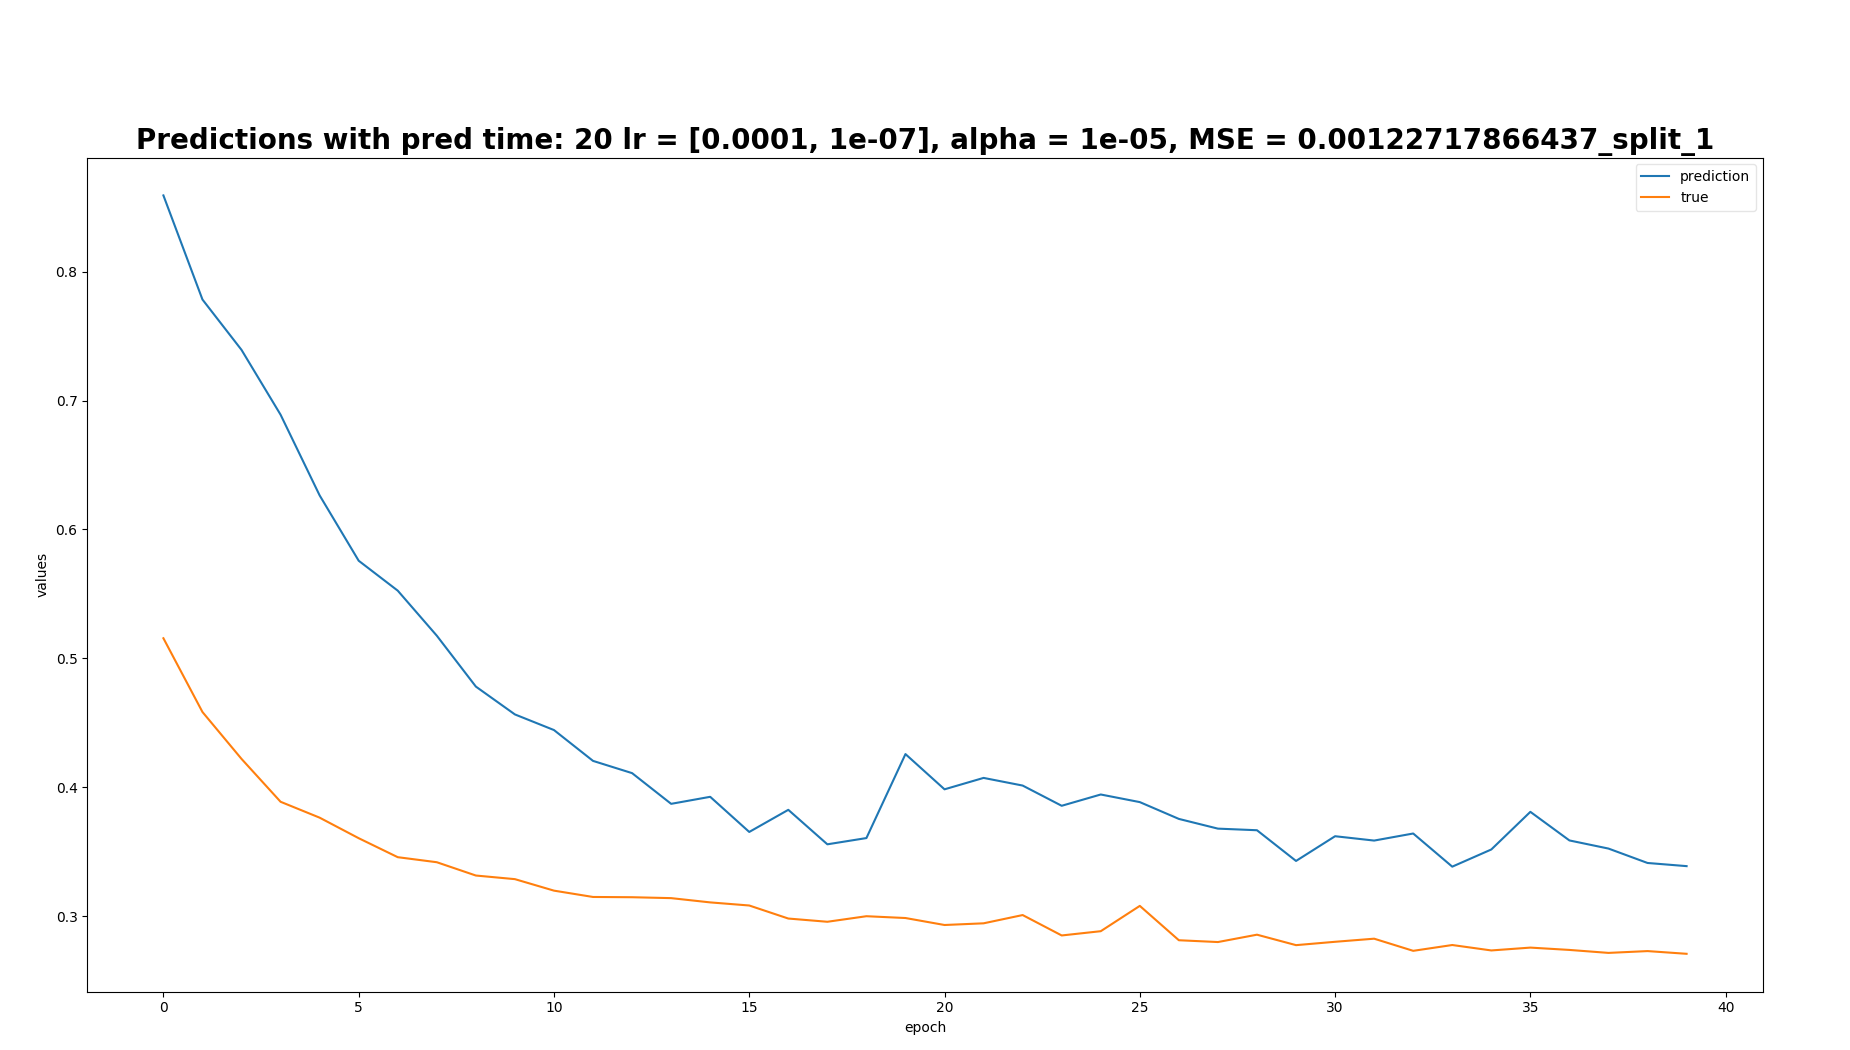 Predictions with pred time: 20 lr = [0.0001, 1e-07], alpha = 1e-05, MSE = 0.00122717866437_split_1
prediction
true
values
0.8
0.7
0.6
0.5
0.4
0.3
0 5 10 15 20 25 30 35 40
epoch